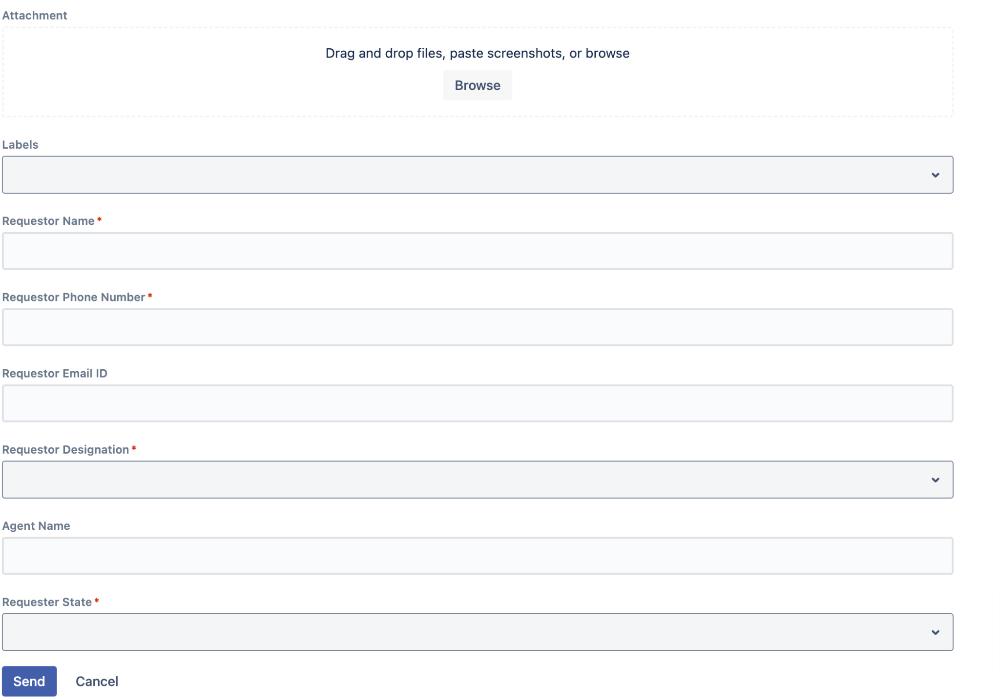 Attachment
Drag and drop files, paste screenshots, or browse
Browse
Labels
Requestor Name *
Requestor Phone Number *
Requestor Email ID
Requestor Designation *
Agent Name
Requester State *
Send Cancel